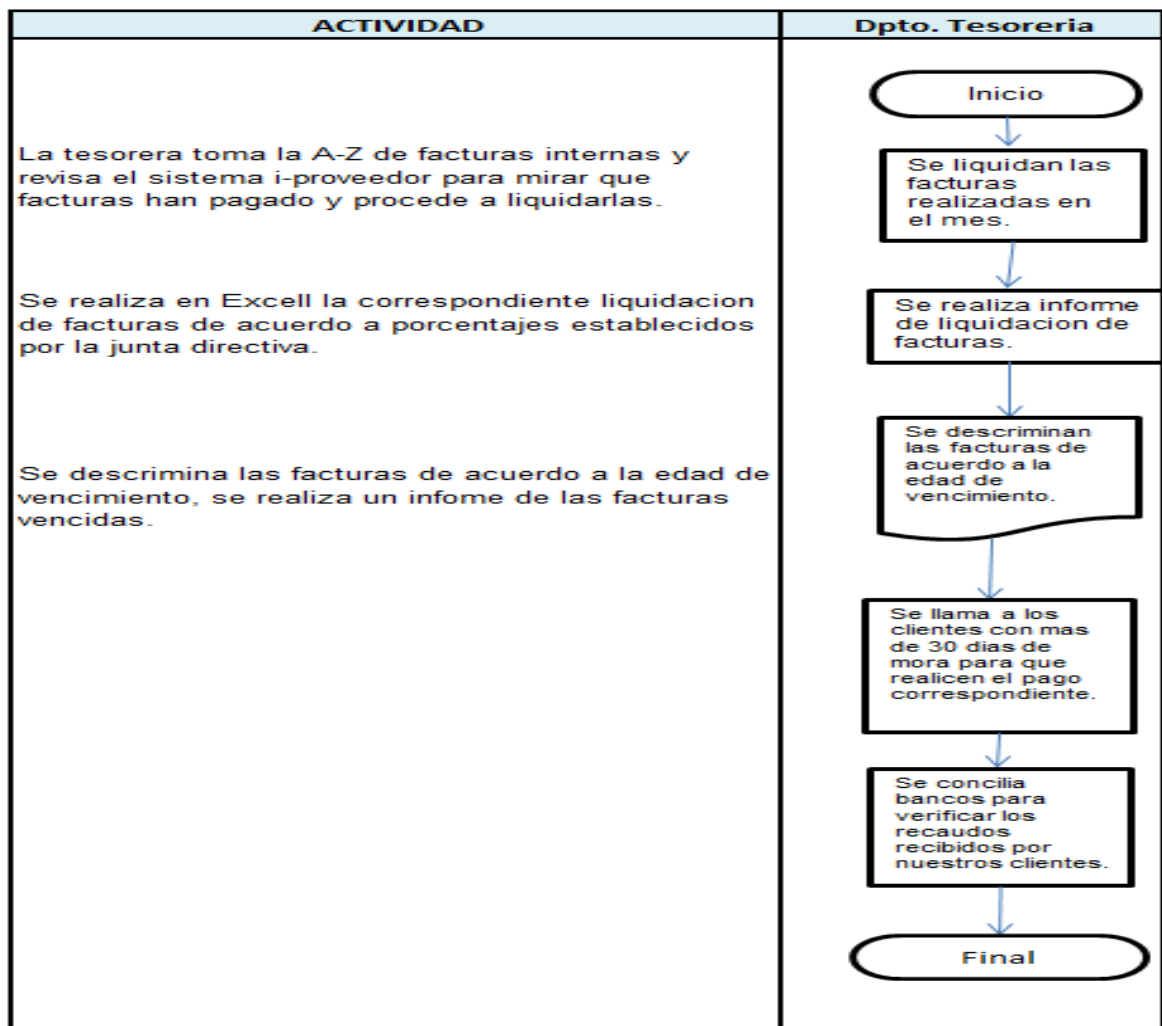 ACTIVIDAD
Dpto. Tesoreria
Inicio
La tesorera toma la A-Z de facturas internas y
revisa el sistema i-proveedor para mirar que
facturas han pagado y procede a liquidarlas.
Se liquidan las
facturas
realizadas en
el mes.
Se realiza en Excell la correspondiente liquidacion
de facturas de acuerdo a porcentajes establecidos
por la junta directiva.
Se realiza informe
de liquidacion de
facturas.
Se descrimina las facturas de acuerdo a la edad de
vencimiento, se realiza un infome de las facturas
vencidas.
Se descriminan
las facturas de
acuerdo a la
edad de
vencimiento.
Se llama a los
clientes con mas
de 30 dias de
mora para que
realicen el pago
correspondiente.
Se concilia
bancos para
verificar los
recaudos
recibidos por
nuestros clientes.
Final